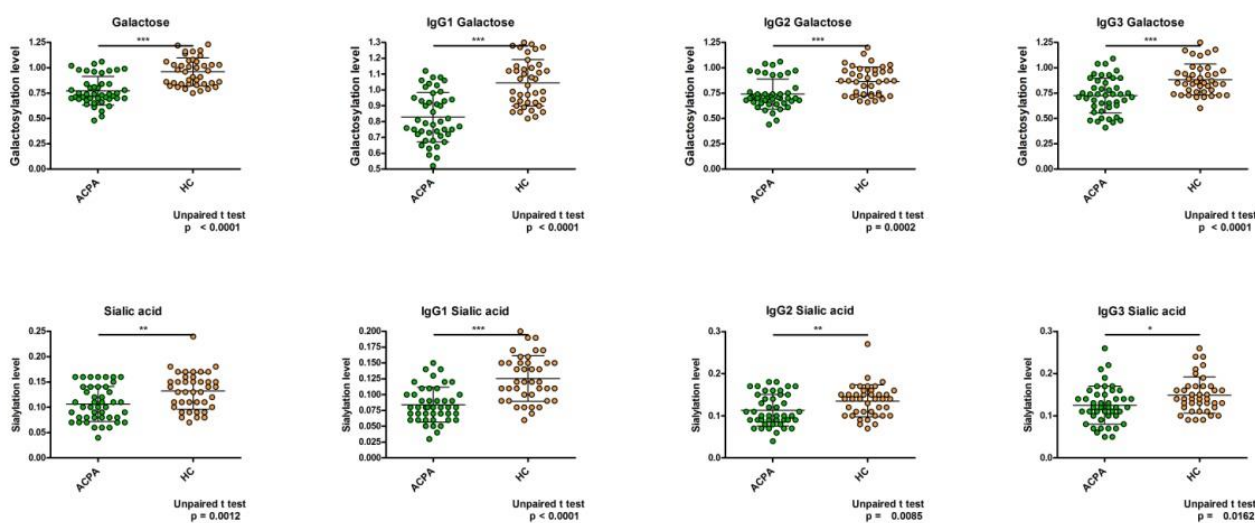 Galactose
***
Galactosylation level
1.25
1.00
0.75
0.50
0.25
0.00
ACPA
HC
Unpaired t test
p < 0.0001
IgG1 Galactose
***
Galactosylation level
1.3
1.2
1.1
1.0
0.9
0.8
0.7
0.6
0.5
ACPA
HC
Unpaired t test
p < 0.0001
IgG2 Galactose
***
Galactosylation level
1.25
1.00
0.75
0.50
0.25
0.00
ACPA
HC
Unpaired t test
p = 0.0002
IgG3 Galactose
***
Galactosylation level
1.25
1.00
0.75
0.50
0.25
0.00
ACPA
HC
Unpaired t test
p < 0.0001
Sialic acid
**
Sialylation level
0.25
0.20
0.15
0.10
0.05
0.00
ACPA
HC
Unpaired t test
p = 0.0012
IgG1 Sialic acid
***
Sialylation level
0.200
0.175
0.150
0.125
0.100
0.075
0.050
0.025
0.000
ACPA
HC
Unpaired t test
p < 0.0001
IgG2 Sialic acid
**
Sialylation level
0.3
0.2
0.1
0.0
ACPA
HC
Unpaired t test
p = 0.0085
IgG3 Sialic acid
*
Sialylation level
0.3
0.2
0.1
0.0
ACPA
HC
Unpaired t test
p = 0.0162